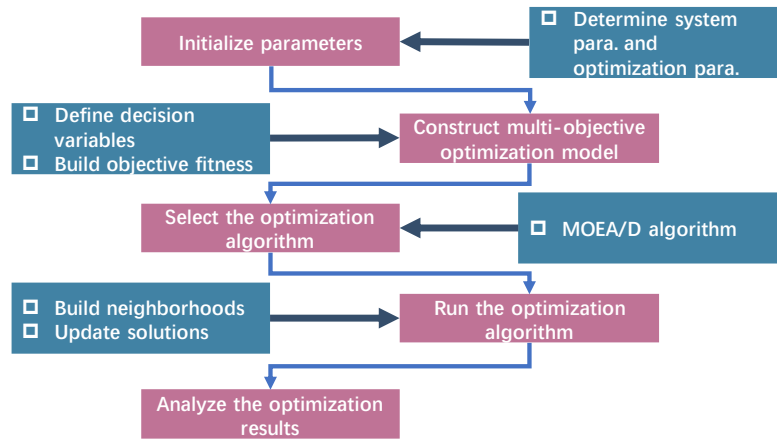 Initialize parameters
Determine system
para. and
optimization para.
Define decision
variables
Build objective fitness
Construct multi-objective
optimization model
Select the optimization
algorithm
MOEA/D algorithm
Build neighborhoods
Update solutions
Run the optimization
algorithm
Analyze the optimization
results